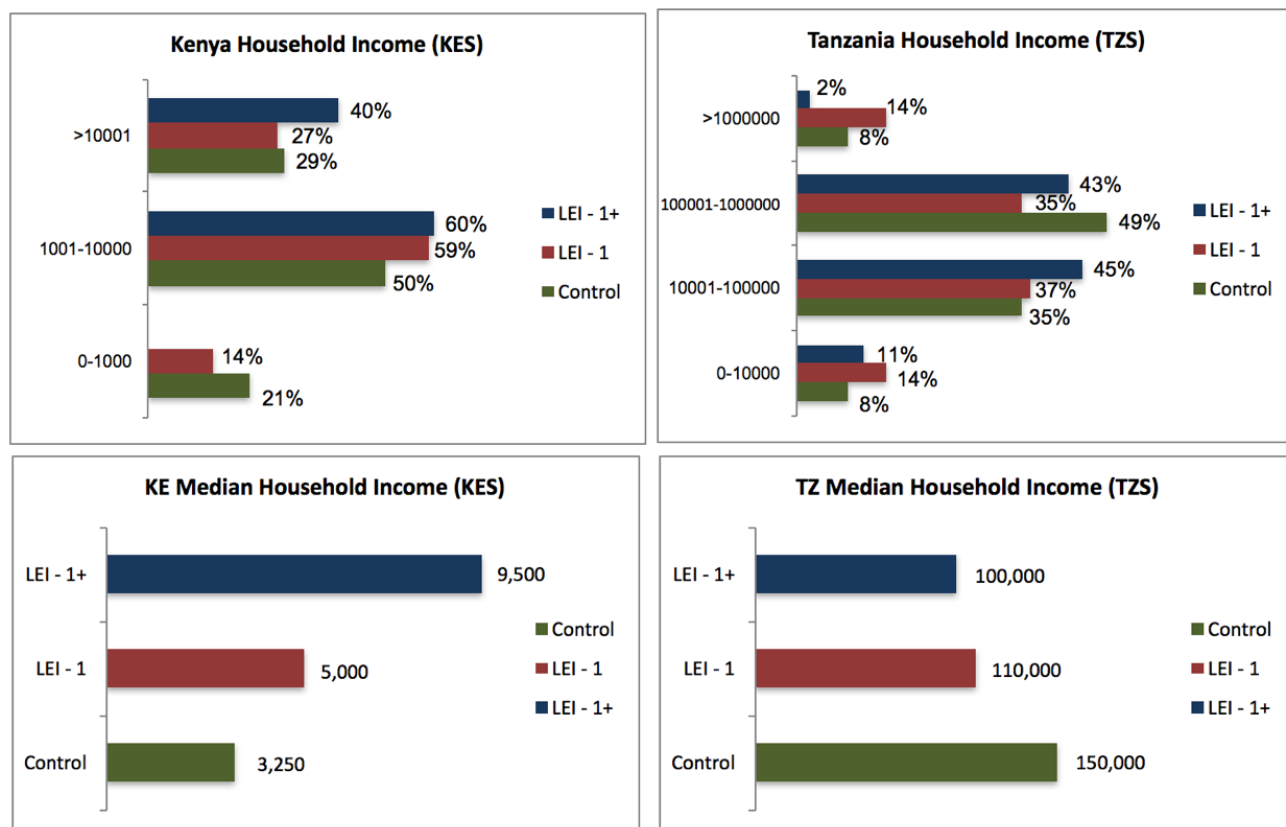 Kenya Household Income (KES)
>10001
40%
27%
29%
1001-10000
60%
59%
50%
0-1000
14%
21%
LEI - 1+
LEI - 1
Control
Tanzania Household Income (TZS)
>1000000
2%
14%
8%
100001-1000000
43%
35%
49%
10001-100000
45%
37%
35%
0-10000
11%
14%
8%
LEI - 1+
LEI - 1
Control
KE Median Household Income (KES)
LEI - 1+
9,500
LEI - 1
5,000
Control
3,250
Control
LEI - 1
LEI - 1+
TZ Median Household Income (TZS)
LEI - 1+
100,000
LEI - 1
110,000
Control
150,000
Control
LEI - 1
LEI - 1+